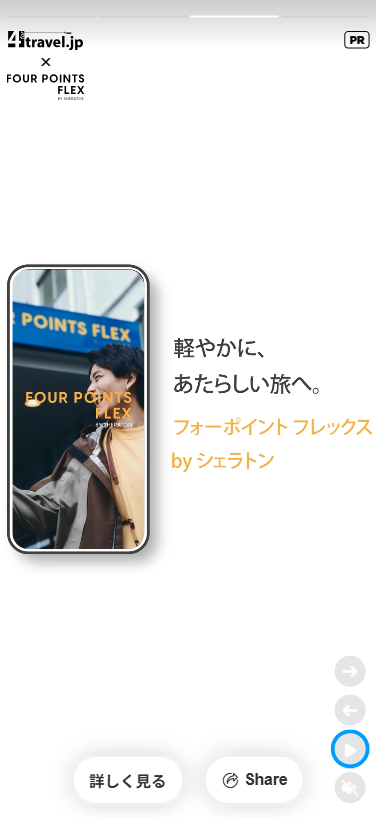 4travel.jp
PR
×
FOUR POINTS
FLEX
BY SHERATON
POINTS FLEX
FOUR POINTS
FLEX
BY SHERATON
軽やかに、
あたらしい旅へ。
フォーポイント フレックス
by シェラトン
詳しく見る
Share